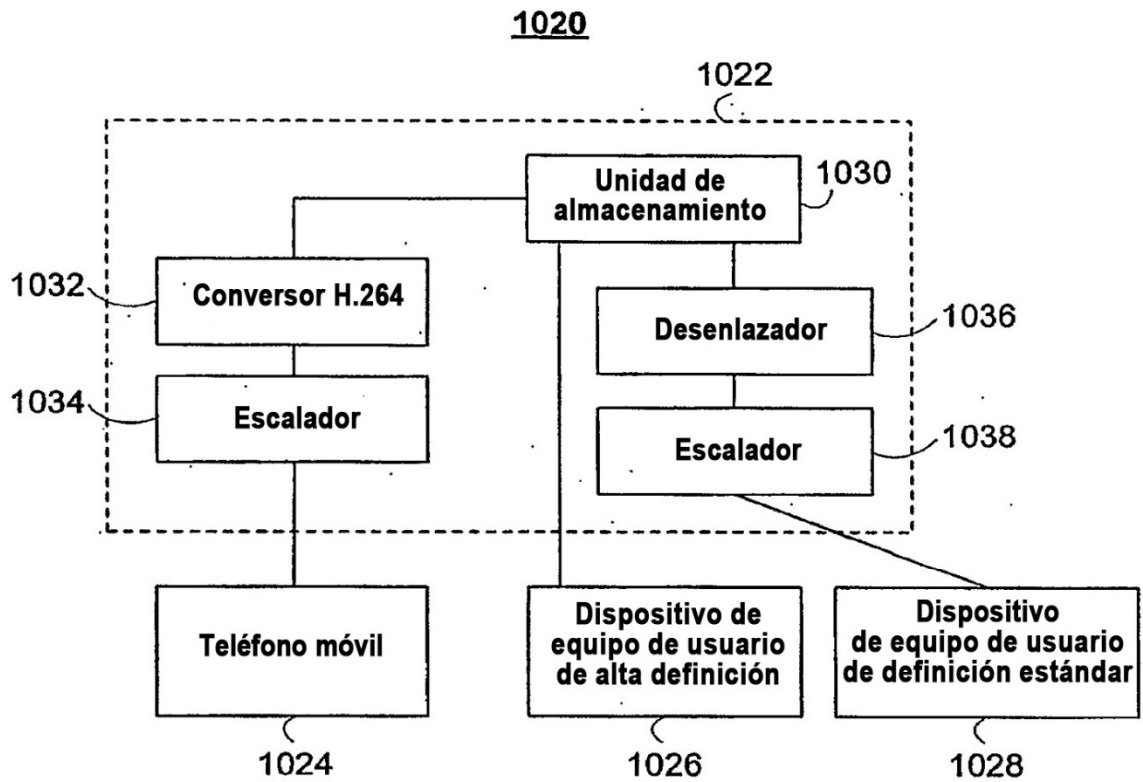 1020
1022
Unidad de
almacenamiento
1030
1032
Conversor H.264
Desenlazador
1036
1034
Escalador
Escalador
1038
Teléfono móvil
Dispositivo de
equipo de usuario
de alta definición
Dispositivo
de equipo de usuario
de definición estándar
1024
1026
1028